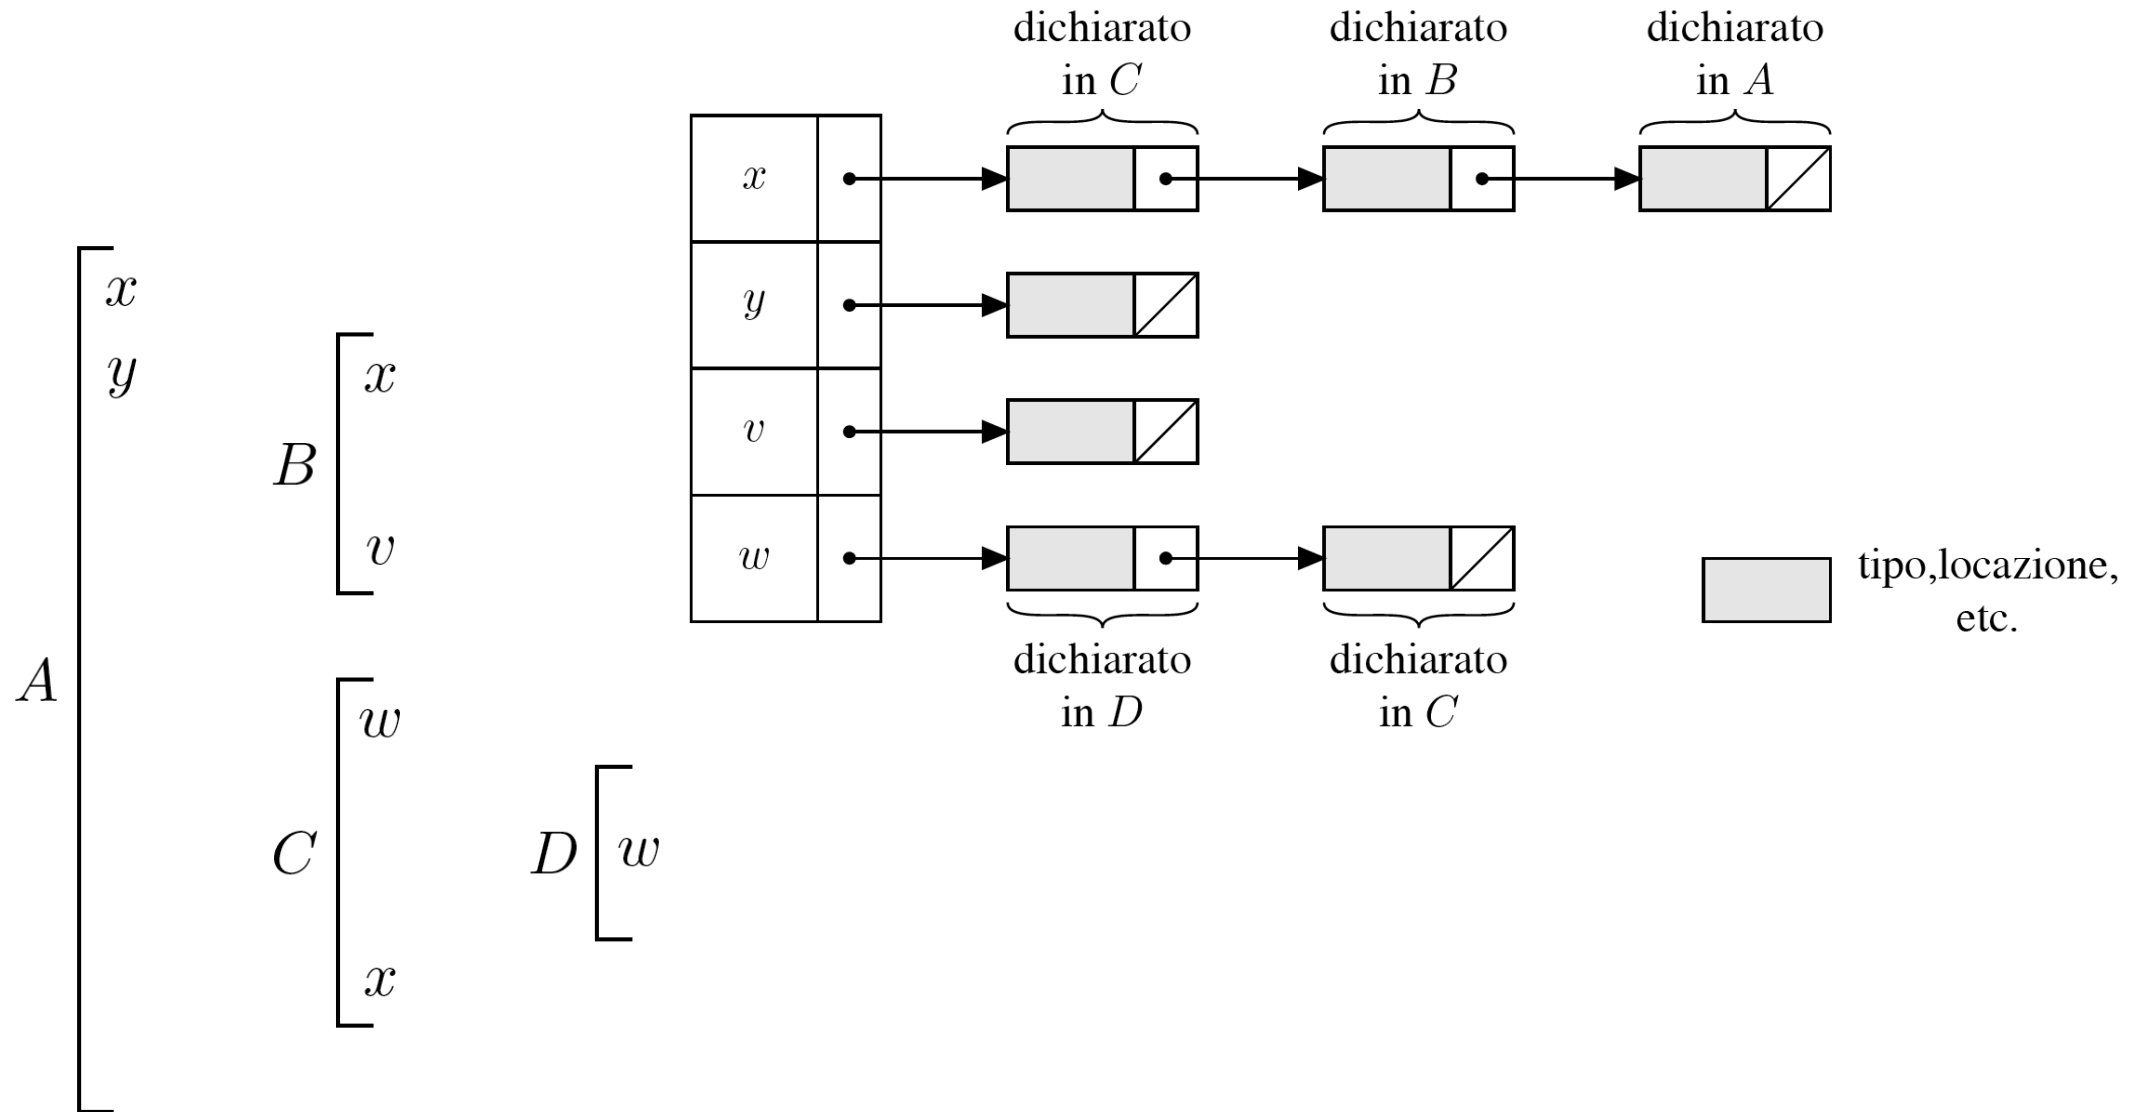 dichiarato dichiarato dichiarato
in C in B in A
x
y
v
w
dichiarato dichiarato
in D in C
tipo,locazione,
etc.
A
x
y
B
x
v
C
w
x
D
w